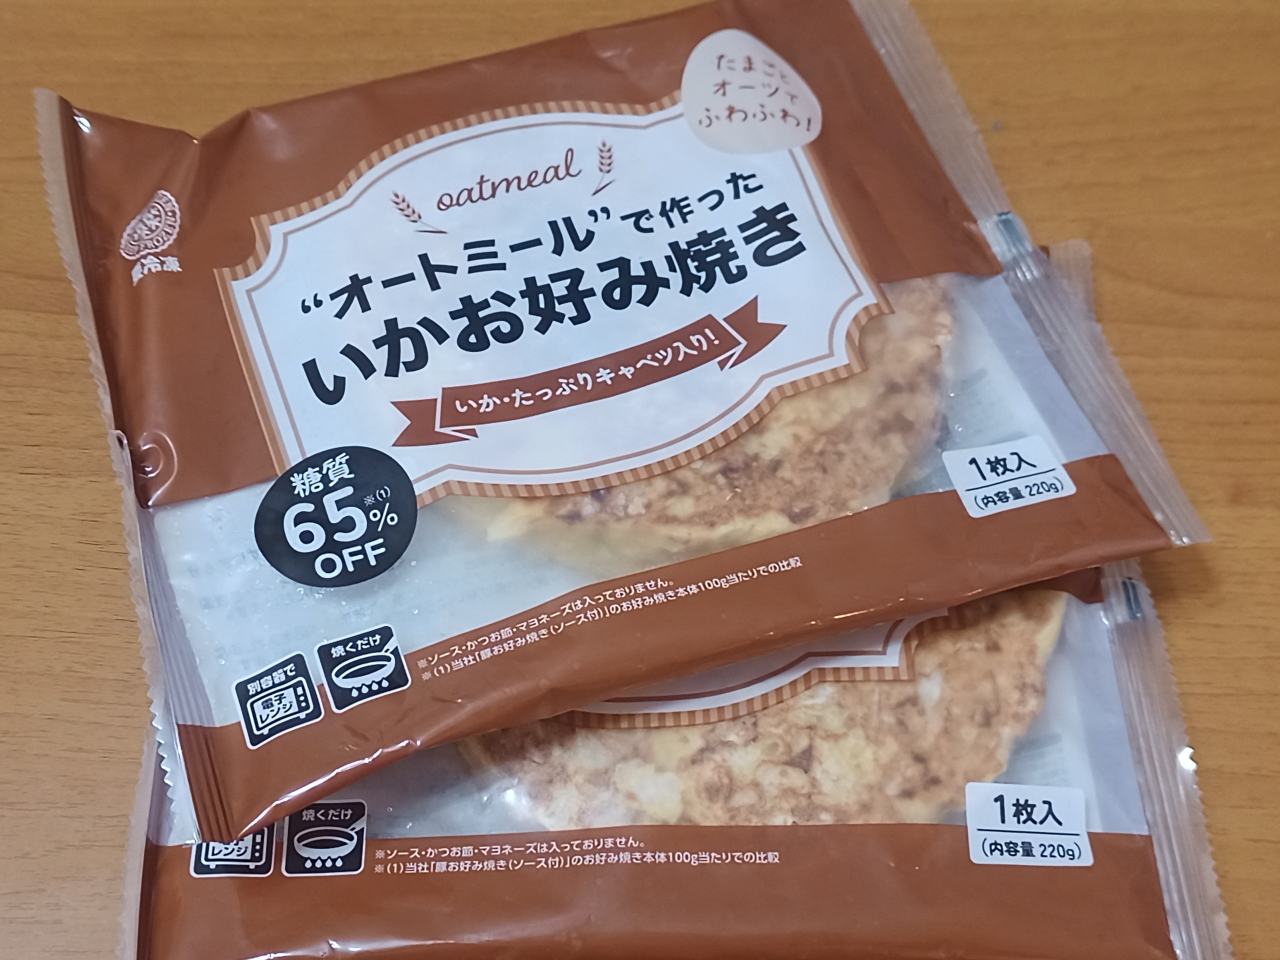 たまごと
オーツで
ふわふわ!
oatmeal
冷凍
“オートミール”で作った
いかお好み焼き
いか・たっぷりキャベツ入り!
糖質
65%※(1)
OFF
1枚入
(内容量 220g)
別容器で
電子
レンジ
焼くだけ
※ソース・かつお節・マヨネーズは入っておりません。
※(1)当社「豚お好み焼き(ソース付)」のお好み焼き本体100g当たりでの比較
レンジ
焼くだけ
※ソース・かつお節・マヨネーズは入っておりません。
※(1)当社「豚お好み焼き(ソース付)」のお好み焼き本体100g当たりでの比較
1枚入
(内容量 220g)